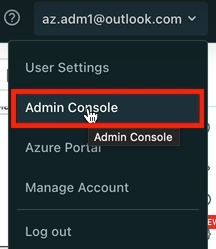 ? az.adm1@outlook.com
User Settings
Admin Console
Admin Console
Azure Portal
Manage Account
Log out